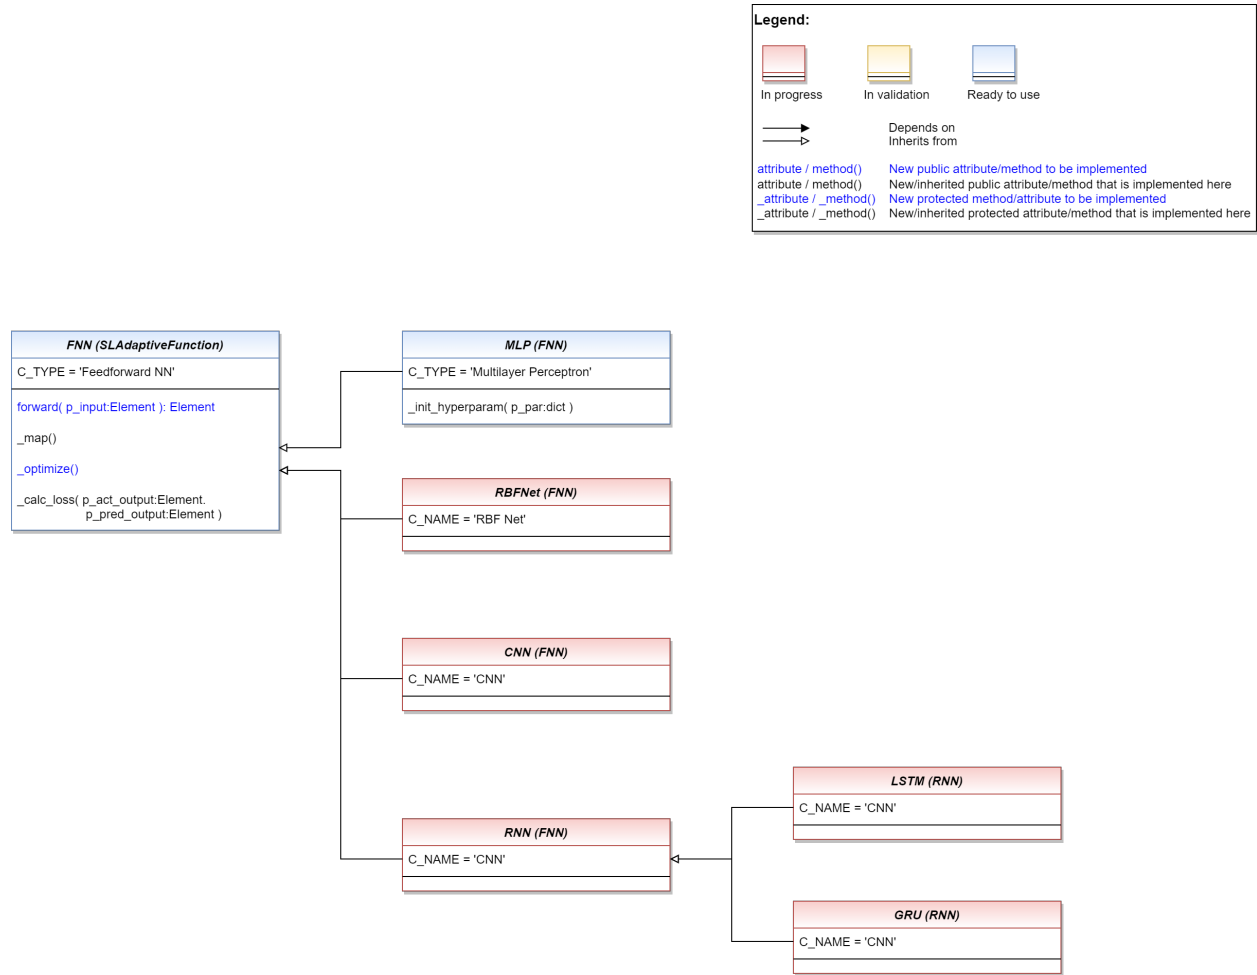 Legend:
In progress
In validation
Ready to use
Depends on
Inherits from
attribute / method() New public attribute/method to be implemented
attribute / method() New/inherited public attribute/method that is implemented here
_attribute / _method() New protected method/attribute to be implemented
_attribute / _method() New/inherited protected attribute/method that is implemented here
FNN (SLAdaptiveFunction)
C_TYPE = 'Feedforward NN'
forward( p_input:Element ): Element
_map()
_optimize()
_calc_loss( p_act_output:Element.
p_pred_output:Element )
MLP (FNN)
C_TYPE = 'Multilayer Perceptron'
_init_hyperparam( p_par:dict )
RBFNet (FNN)
C_NAME = 'RBF Net'
CNN (FNN)
C_NAME = 'CNN'
RNN (FNN)
C_NAME = 'CNN'
LSTM (RNN)
C_NAME = 'CNN'
GRU (RNN)
C_NAME = 'CNN'